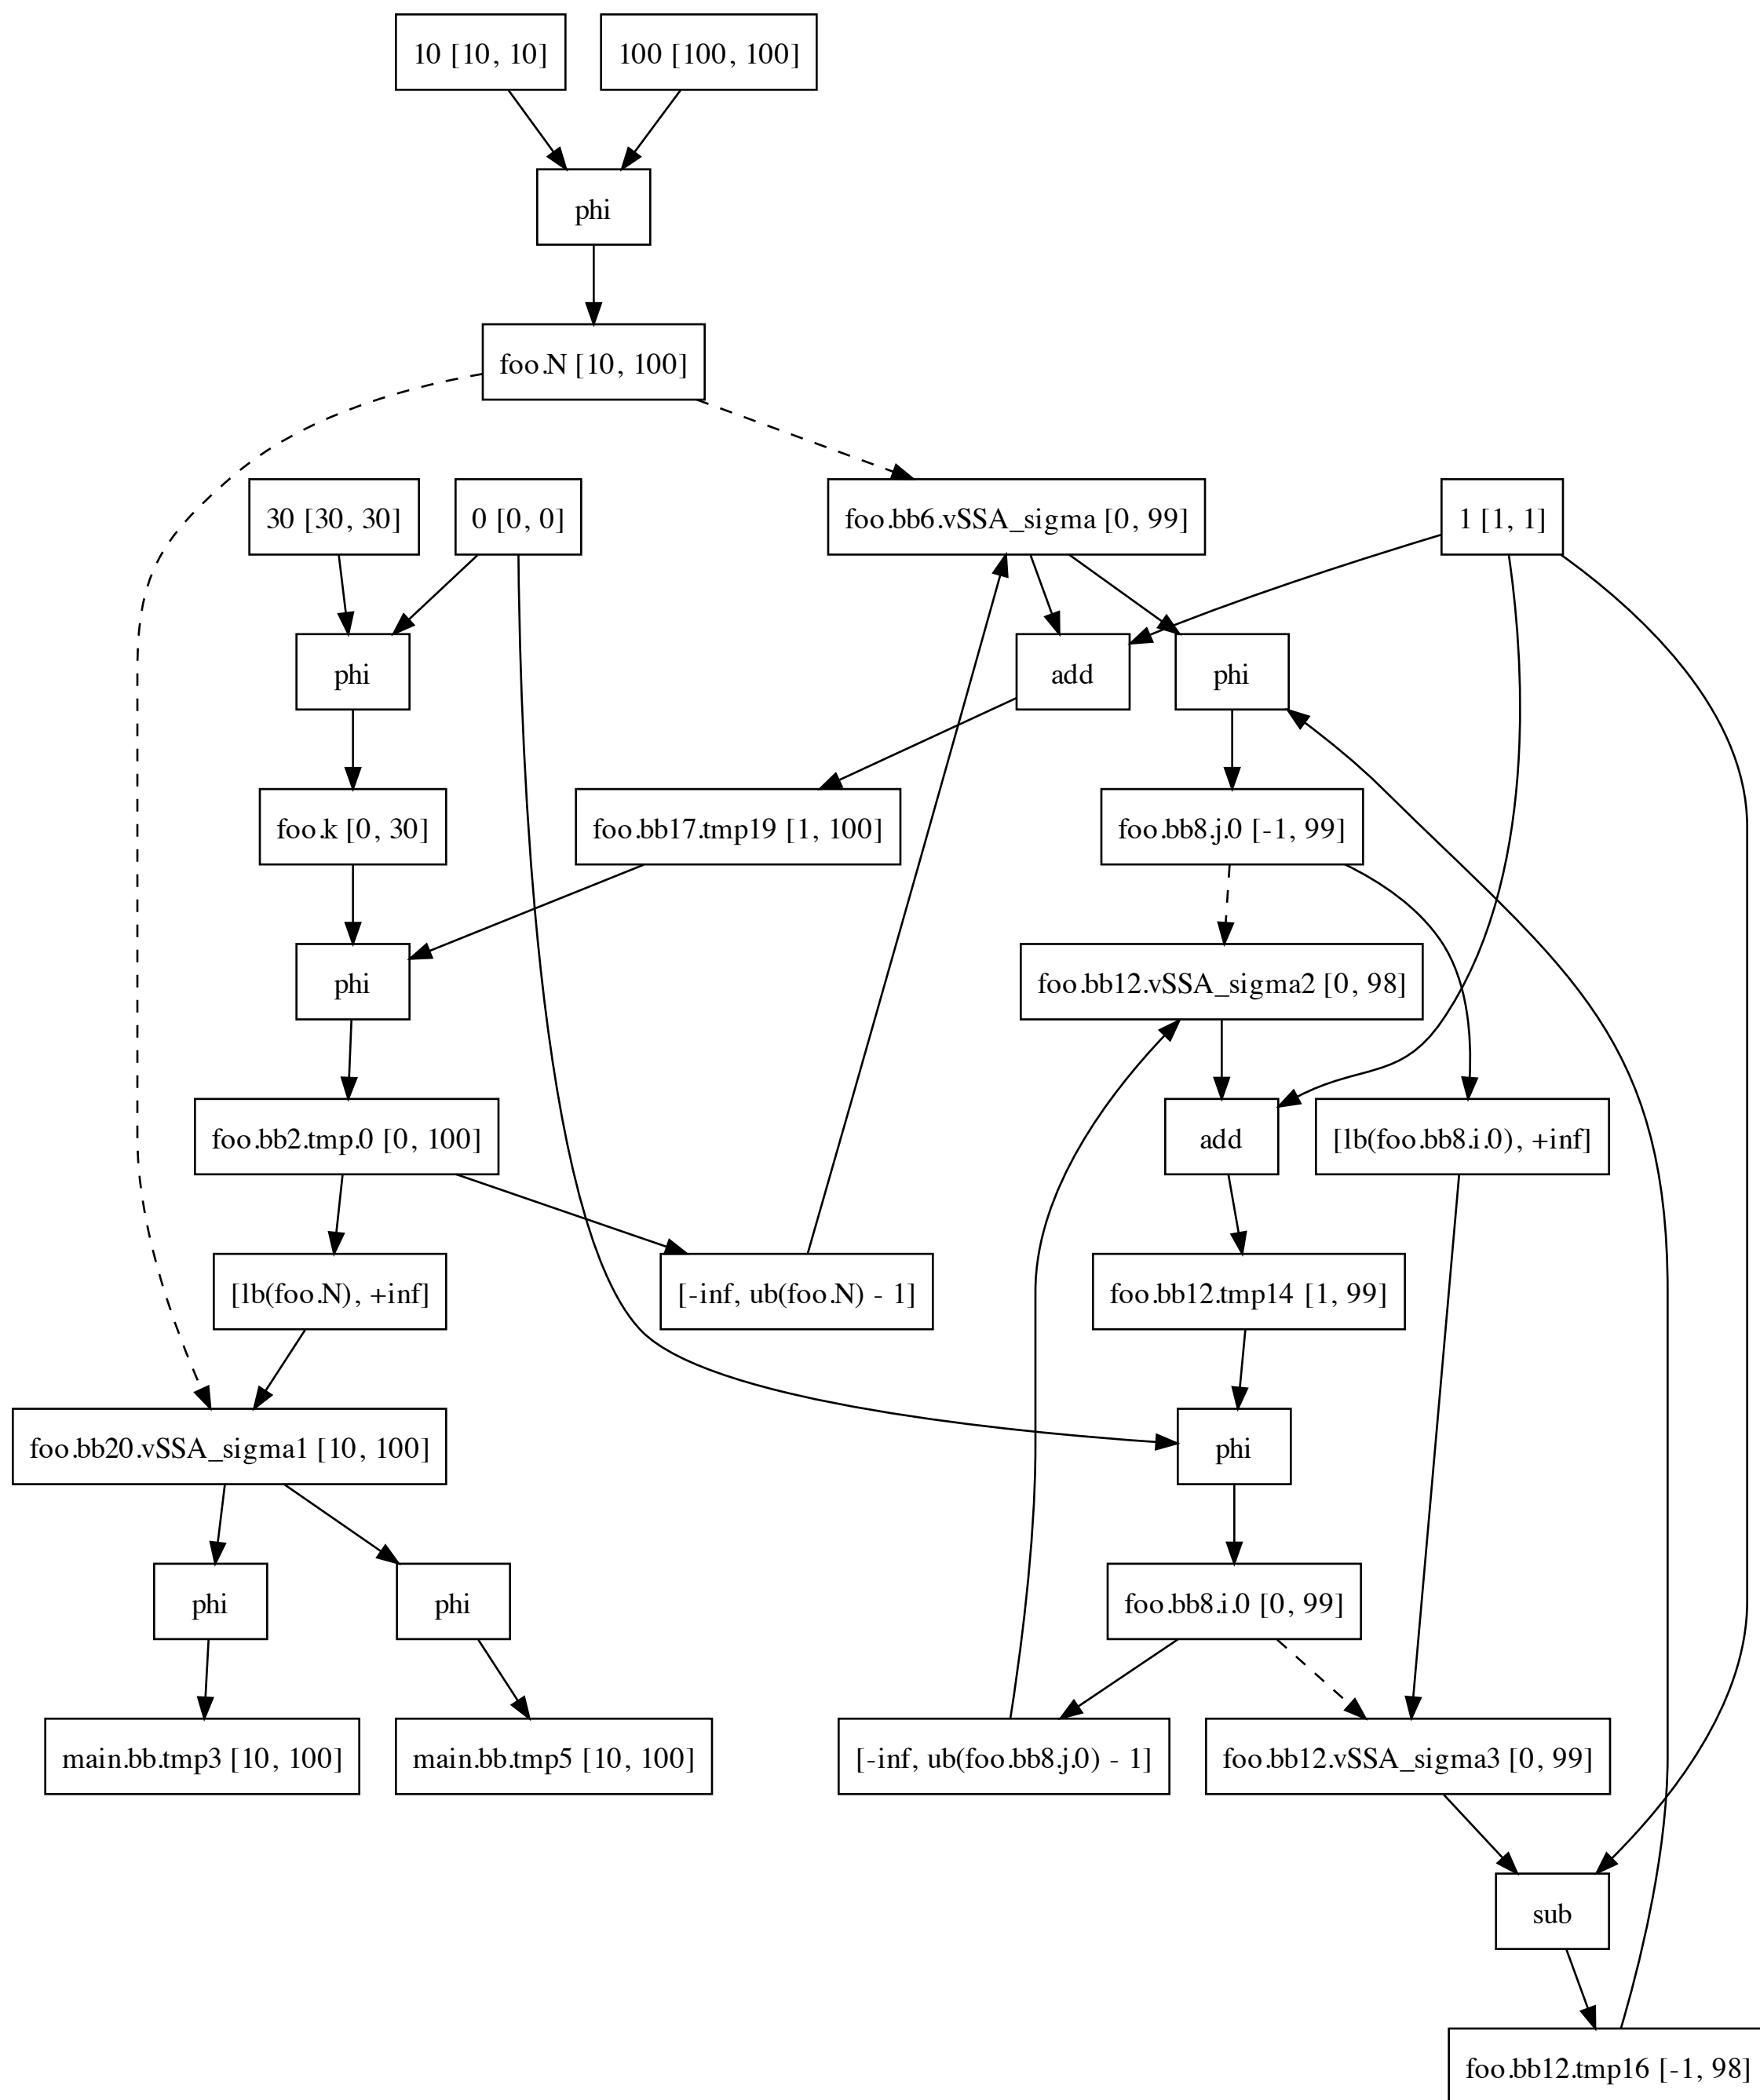 10 [10, 10]
100 [100, 100]
phi
foo.N [10, 100]
30 [30, 30]
0 [0, 0]
foo.bb6.vSSA_sigma [0, 99]
1 [1, 1]
phi
add
phi
foo.k [0, 30]
foo.bb17.tmp19 [1, 100]
foo.bb8.j.0 [-1, 99]
phi
foo.bb12.vSSA_sigma2 [0, 98]
foo.bb2.tmp.0 [0, 100]
add
[lb(foo.bb8.i.0), +inf]
[lb(foo.N), +inf]
[-inf, ub(foo.N) - 1]
foo.bb12.tmp14 [1, 99]
foo.bb20.vSSA_sigma1 [10, 100]
phi
phi
phi
foo.bb8.i.0 [0, 99]
main.bb.tmp3 [10, 100]
main.bb.tmp5 [10, 100]
[-inf, ub(foo.bb8.j.0) - 1]
foo.bb12.vSSA_sigma3 [0, 99]
sub
foo.bb12.tmp16 [-1, 98]